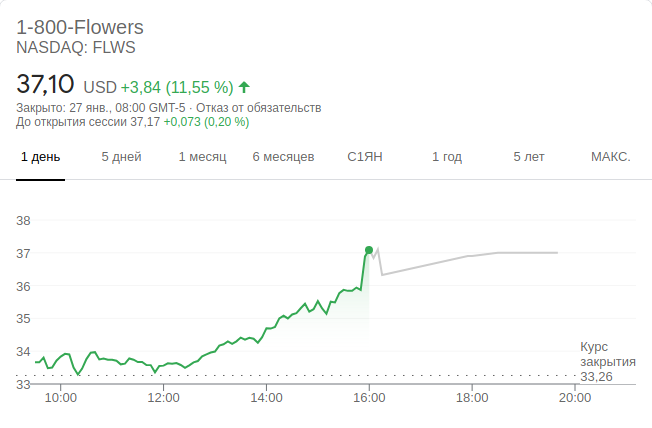 1-800-Flowers
NASDAQ: FLWS
37,10 USD +3,84 (11,55 %)
Закрыто: 27 янв., 08:00 GMT-5 · Отказ от обязательств
До открытия сессии 37,17 +0,073 (0,20 %)
1 день 5 дней 1 месяц 6 месяцев С1ЯН 1 год 5 лет МАКС.
38
37
36
35
34
33
Курс
закрытия
33,26
10:00 12:00 14:00 16:00 18:00 20:00